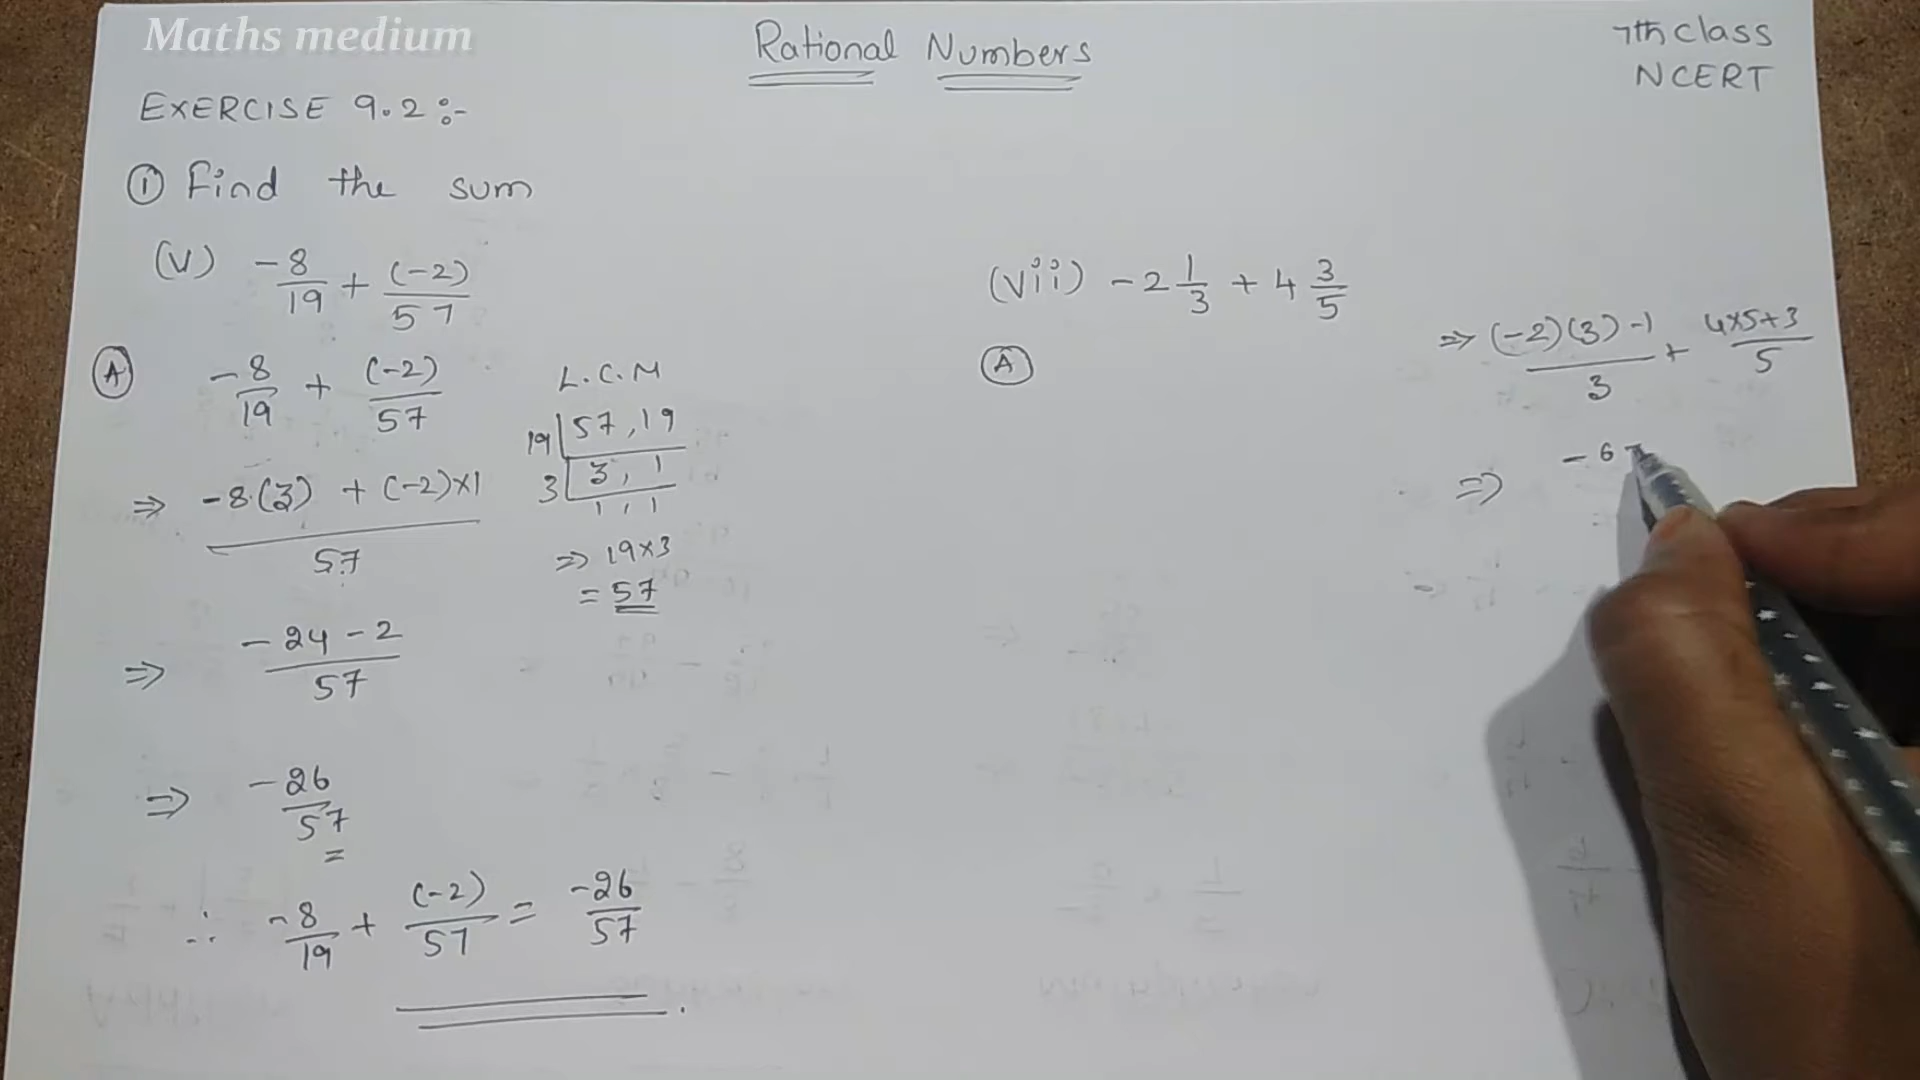 Maths medium
Rational Numbers
7th class
NCERT
EXERCISE 9.2:-
① Find the sum
(V) -8/19 + (-2)/57
Ⓐ -8/19 + (-2)/57
⇒ -8(3) + (-2)×1 / 57
⇒ -24-2 / 57
⇒ -26/57
=
∴ -8/19 + (-2)/57 = -26/57
L.C.M
19 | 57, 19
3 | 3, 1
1, 1
⇒ 19×3
= 57
(vii) -2 1/3 + 4 3/5
Ⓐ
⇒ (-2)(3)-1 / 3 + 4×5+3 / 5
⇒ -6